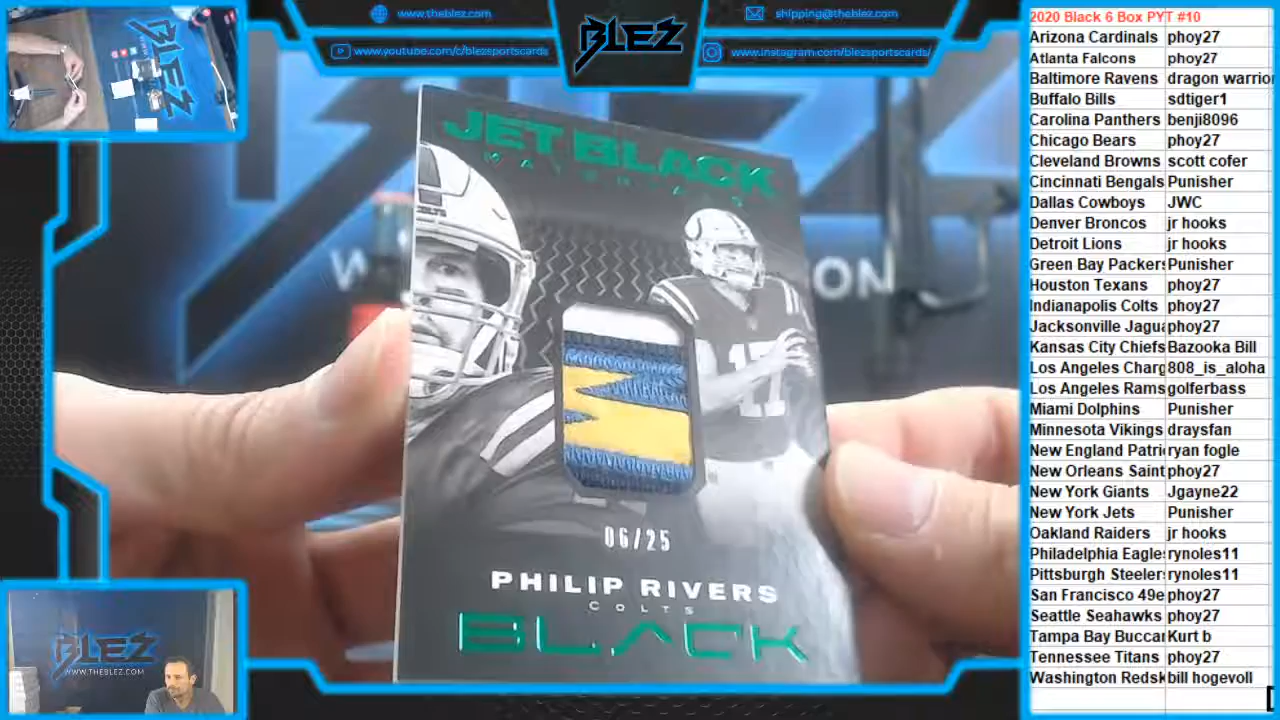 www.theblez.com
shipping@theblez.com
www.youtube.com/c/blezsportscards
www.instagram.com/blezsportscards/
BLEZ
JET BLACK
MATERIALS
17
06/25
PHILIP RIVERS
COLTS
BLACK
BLEZ
BLEZ
WWW.THEBLEZ.COM
2020 Black 6 Box PYT #10
Arizona Cardinals phoy27
Atlanta Falcons phoy27
Baltimore Ravens dragon warrior
Buffalo Bills sdtiger1
Carolina Panthers benji8096
Chicago Bears phoy27
Cleveland Browns scott cofer
Cincinnati Bengals Punisher
Dallas Cowboys JWC
Denver Broncos jr hooks
Detroit Lions jr hooks
Green Bay Packers Punisher
Houston Texans phoy27
Indianapolis Colts phoy27
Jacksonville Jagua phoy27
Kansas City Chiefs Bazooka Bill
Los Angeles Charg 808_is_aloha
Los Angeles Rams golferbass
Miami Dolphins Punisher
Minnesota Vikings draysfan
New England Patri ryan fogle
New Orleans Saint phoy27
New York Giants Jgayne22
New York Jets Punisher
Oakland Raiders jr hooks
Philadelphia Eagle rynoles11
Pittsburgh Steelers rynoles11
San Francisco 49e phoy27
Seattle Seahawks phoy27
Tampa Bay Buccar Kurt b
Tennessee Titans phoy27
Washington Redsk bill hogevoll